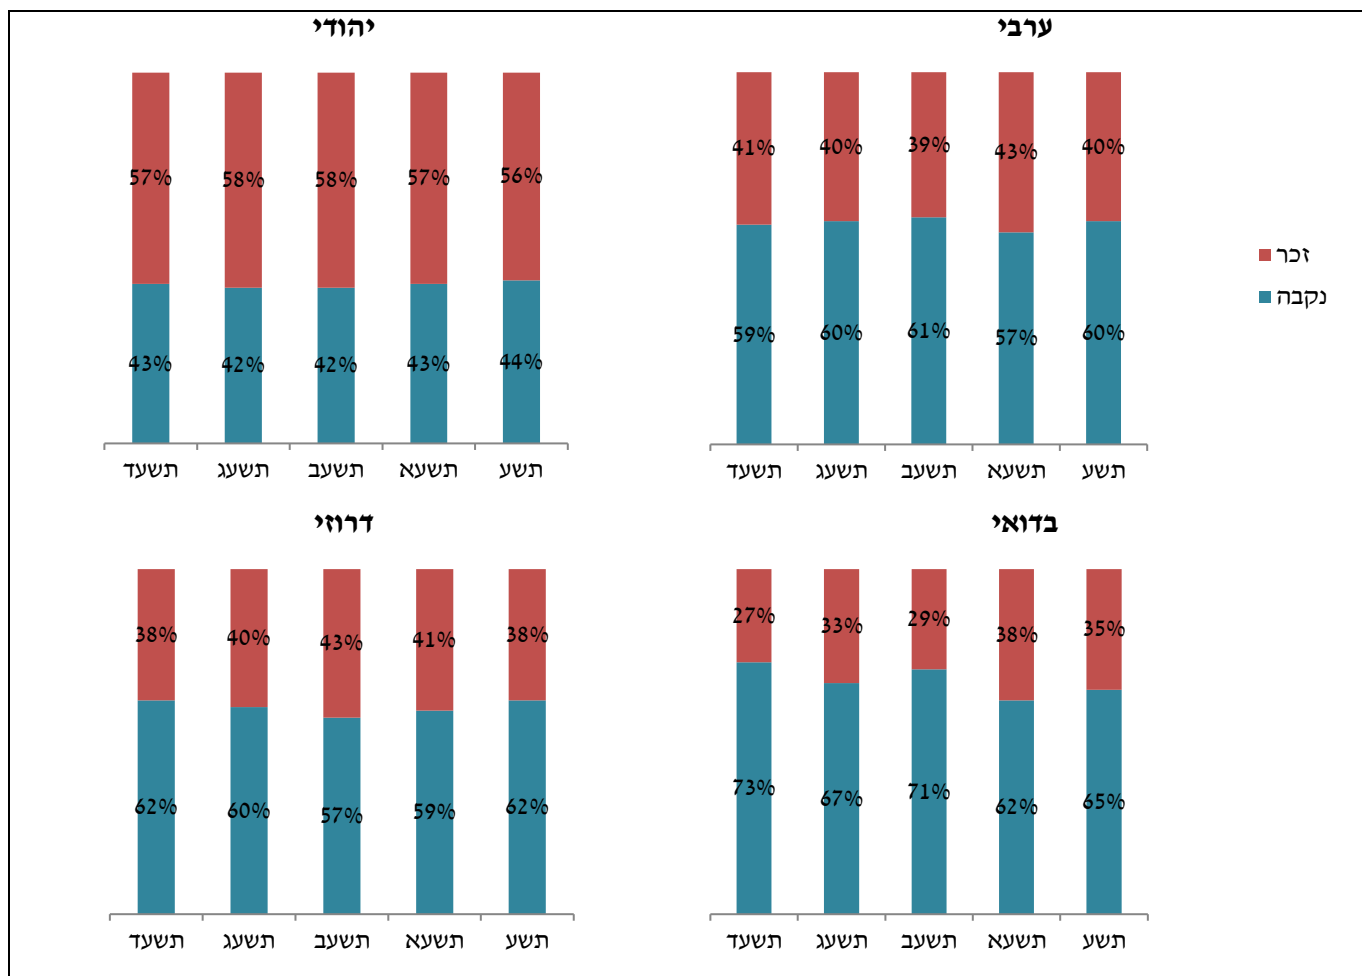 ערבי
40% 43% 39% 40% 41%
60% 57% 61% 60% 59%
תשע תשעא תשעב תשעג תשעד
יהודי
56% 57% 58% 58% 57%
44% 43% 42% 42% 43%
תשע תשעא תשעב תשעג תשעד
זכר
נקבה
בדואי
35% 38% 29% 33% 27%
65% 62% 71% 67% 73%
תשע תשעא תשעב תשעג תשעד
דרוזי
38% 41% 43% 40% 38%
62% 59% 57% 60% 62%
תשע תשעא תשעב תשעג תשעד